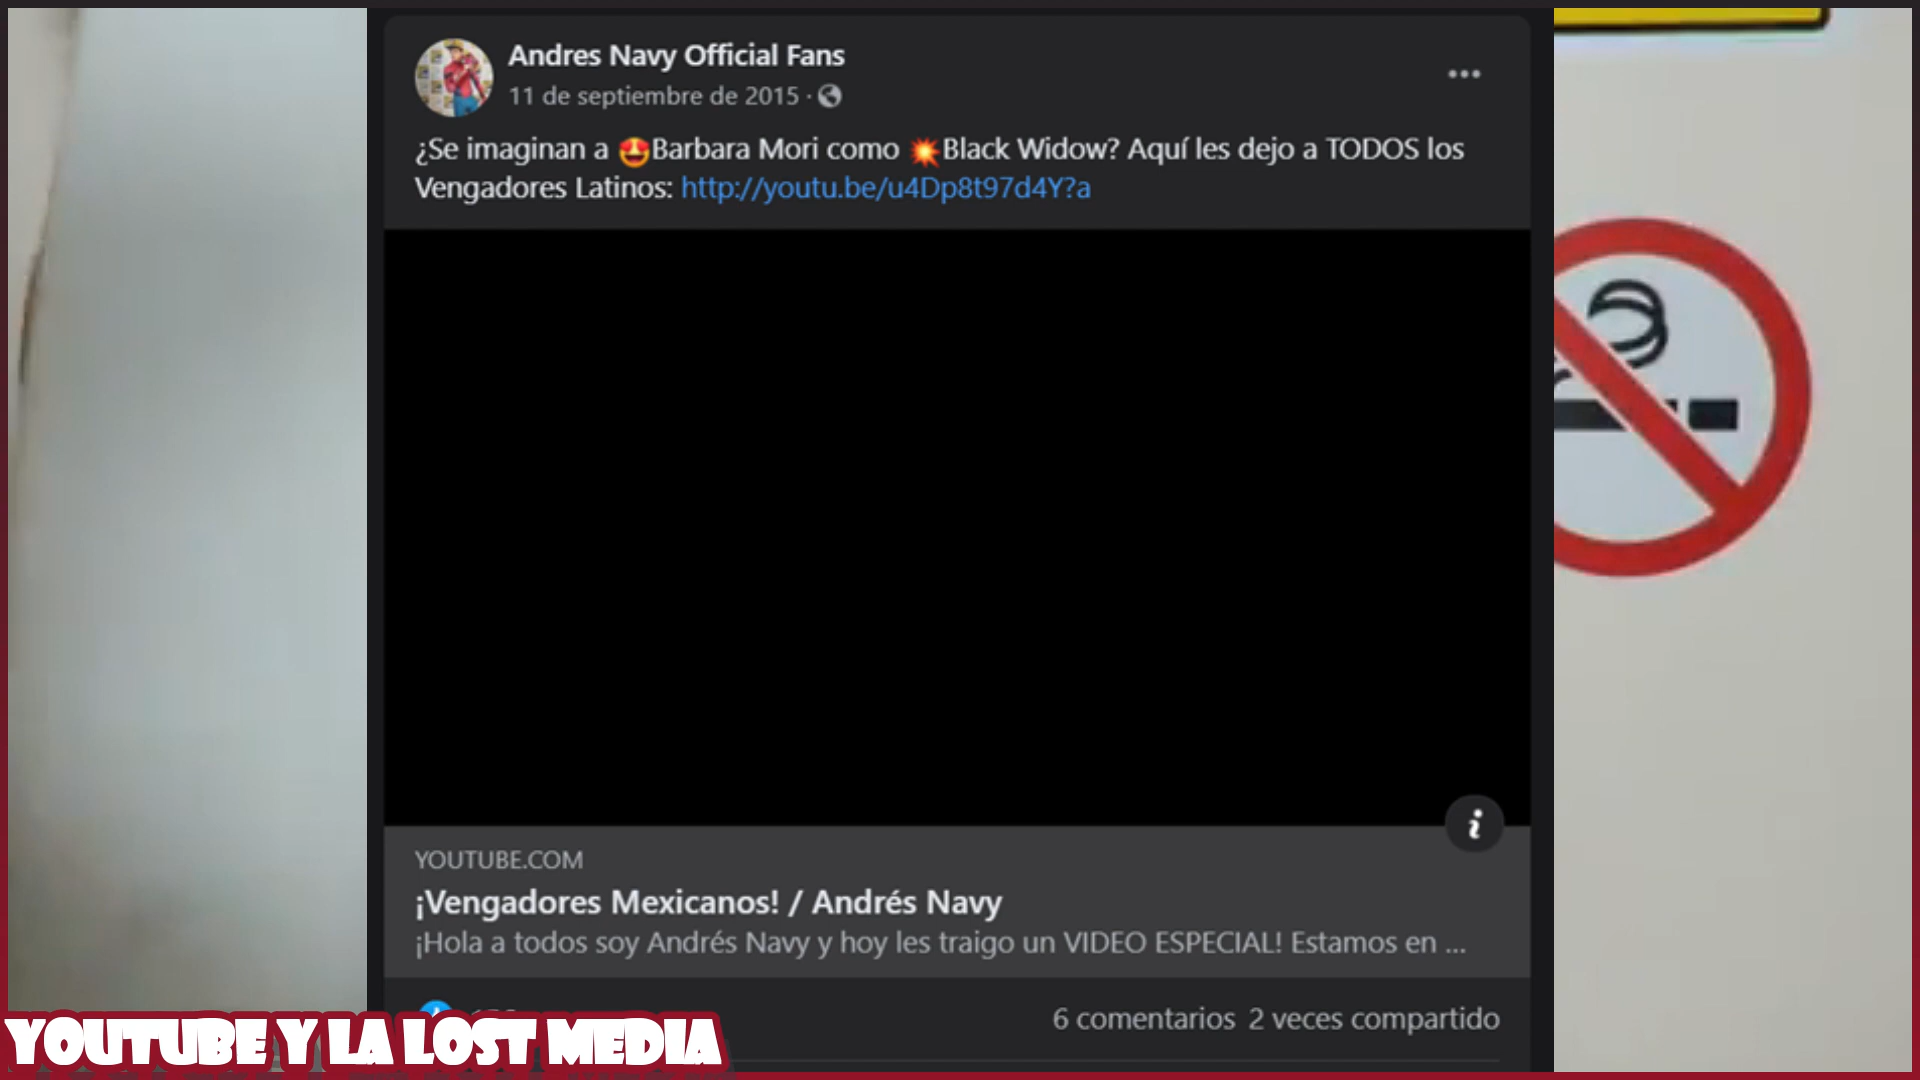 Andres Navy Official Fans
11 de septiembre de 2015 ·
¿Se imaginan a 🤩Barbara Mori como 💥Black Widow? Aquí les dejo a TODOS los
Vengadores Latinos: http://youtu.be/u4Dp8t97d4Y?a
YOUTUBE.COM
¡Vengadores Mexicanos! / Andrés Navy
¡Hola a todos soy Andrés Navy y hoy les traigo un VIDEO ESPECIAL! Estamos en ...
6 comentarios 2 veces compartido
YOUTUBE Y LA LOST MEDIA